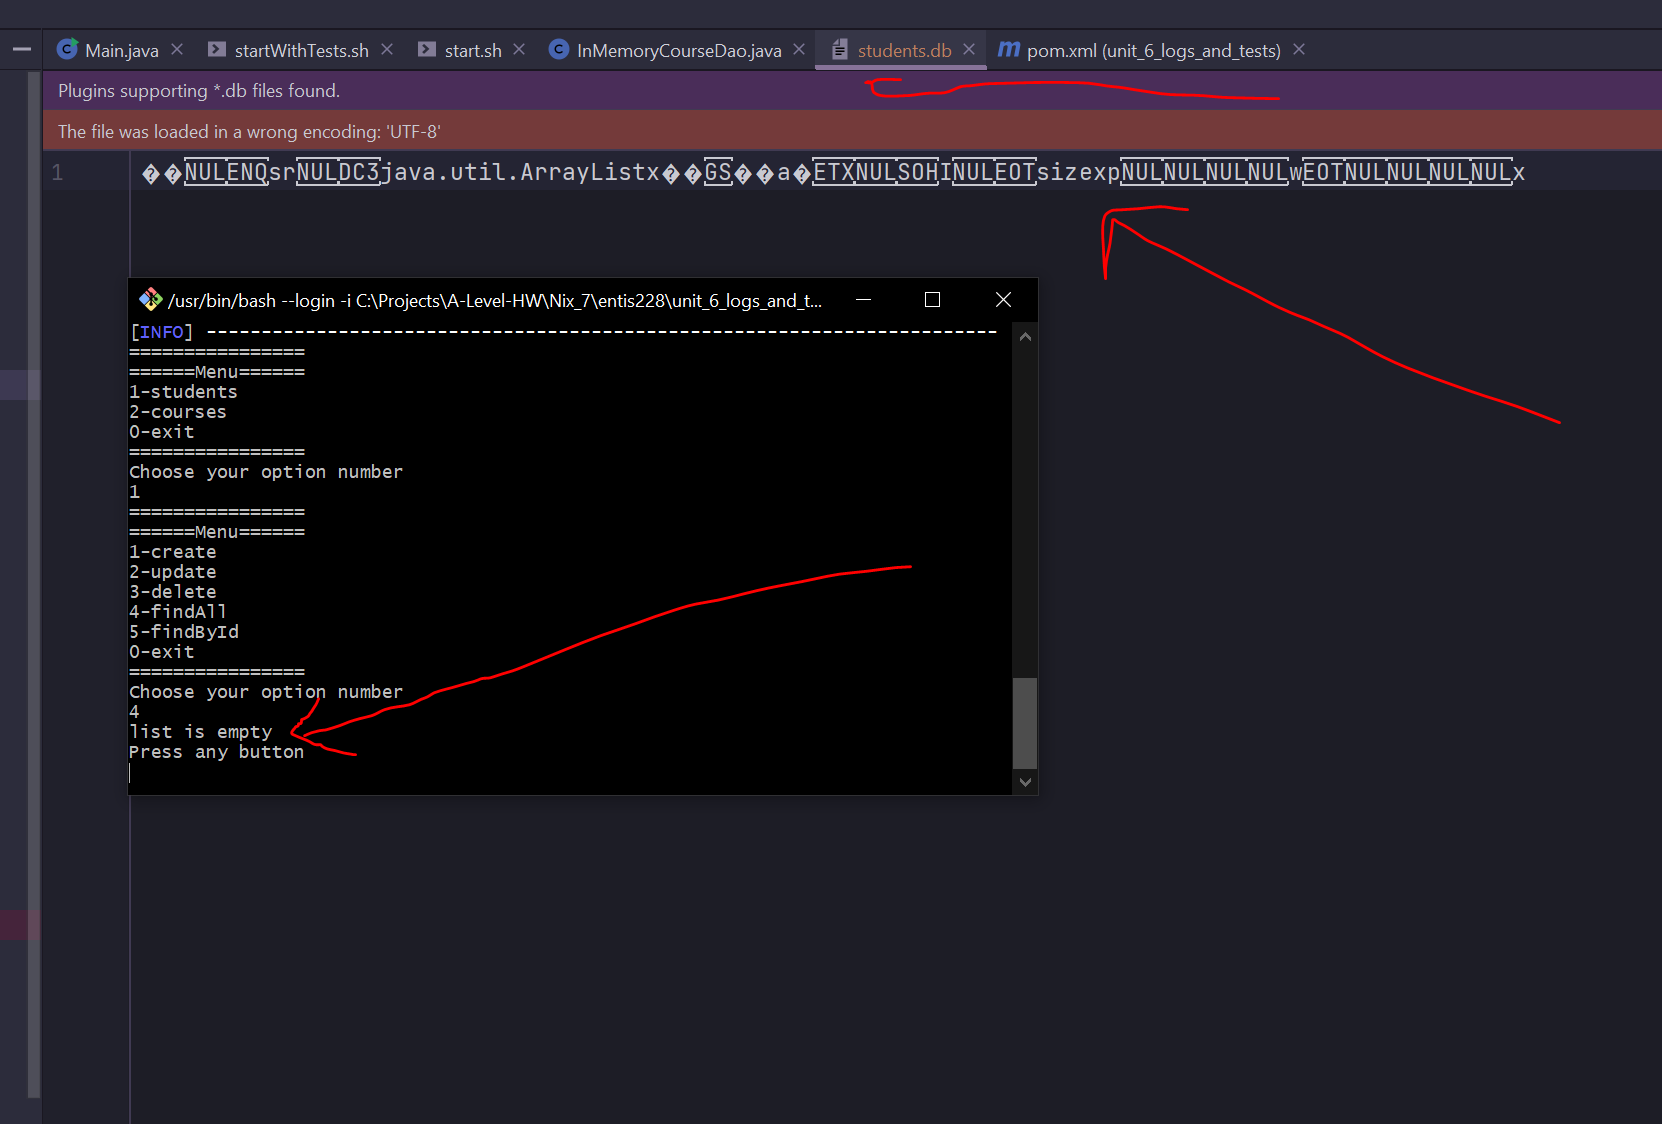 Main.java startWithTests.sh start.sh InMemoryCourseDao.java students.db pom.xml (unit_6_logs_and_tests)
Plugins supporting *.db files found.
The file was loaded in a wrong encoding: 'UTF-8'
1 ��NULENQsrNULDC3java.util.ArrayListx��GS��a�ETXNULSOHINULEOTsizexpNULNULNULNULwEOTNULNULNULNULx
/usr/bin/bash --login -i C:\Projects\A-Level-HW\Nix_7\entis228\unit_6_logs_and_t...
[INFO] ------------------------------------------------------------------------
================
======Menu======
1-students
2-courses
0-exit
================
Choose your option number
1
================
======Menu======
1-create
2-update
3-delete
4-findAll
5-findById
0-exit
================
Choose your option number
4
list is empty
Press any button